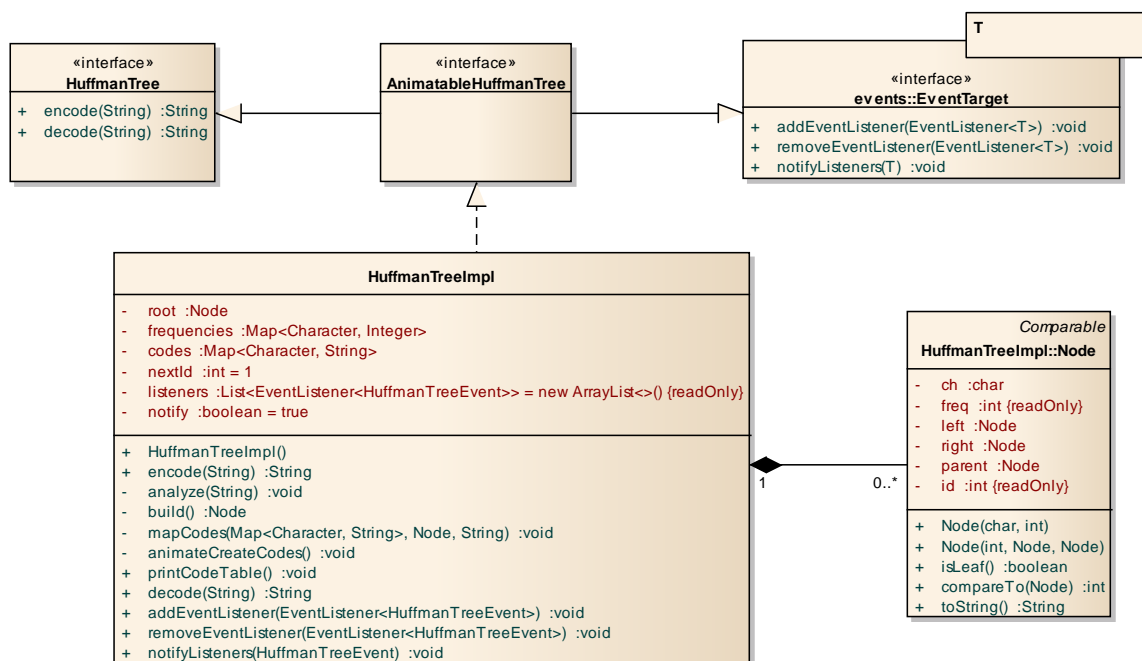 «interface»
HuffmanTree
+ encode(String) :String
+ decode(String) :String
«interface»
AnimatableHuffmanTree
T
«interface»
events::EventTarget
+ addEventListener(EventListener<T>) :void
+ removeEventListener(EventListener<T>) :void
+ notifyListeners(T) :void
HuffmanTreeImpl
- root :Node
- frequencies :Map<Character, Integer>
- codes :Map<Character, String>
- nextId :int = 1
- listeners :List<EventListener<HuffmanTreeEvent>> = new ArrayList<>() {readOnly}
- notify :boolean = true
+ HuffmanTreeImpl()
+ encode(String) :String
- analyze(String) :void
- build() :Node
- mapCodes(Map<Character, String>, Node, String) :void
- animateCreateCodes() :void
+ printCodeTable() :void
+ decode(String) :String
+ addEventListener(EventListener<HuffmanTreeEvent>) :void
+ removeEventListener(EventListener<HuffmanTreeEvent>) :void
+ notifyListeners(HuffmanTreeEvent) :void
1
0..*
Comparable
HuffmanTreeImpl::Node
- ch :char
- freq :int {readOnly}
- left :Node
- right :Node
- parent :Node
- id :int {readOnly}
+ Node(char, int)
+ Node(int, Node, Node)
+ isLeaf() :boolean
+ compareTo(Node) :int
+ toString() :String